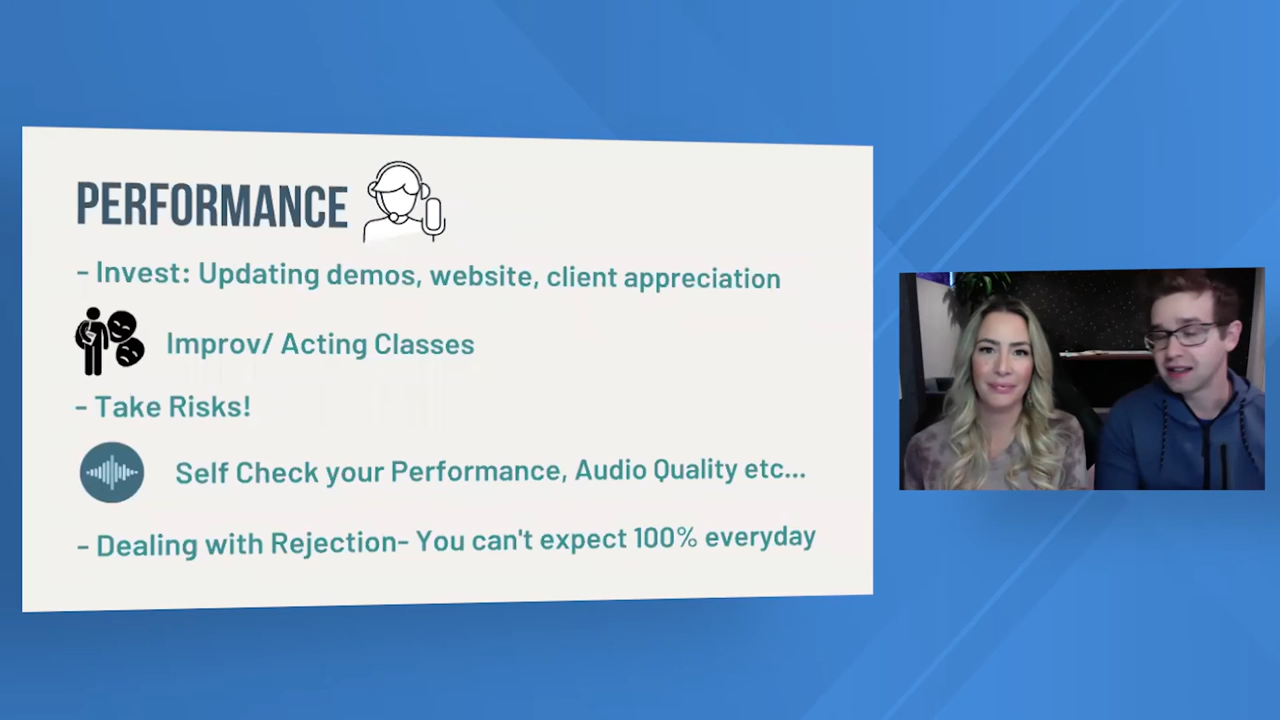 PERFORMANCE
- Invest: Updating demos, website, client appreciation
Improv/ Acting Classes
- Take Risks!
Self Check your Performance, Audio Quality etc...
- Dealing with Rejection- You can't expect 100% everyday